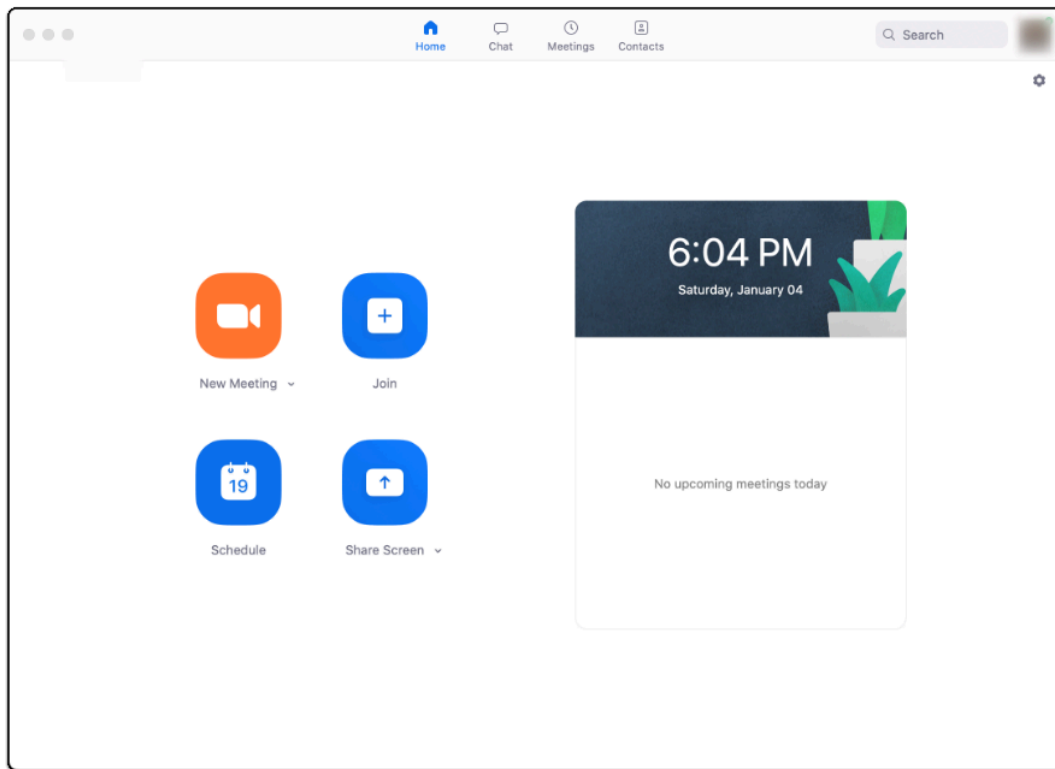 Home
Chat
Meetings
Contacts
Search
6:04 PM
Saturday, January 04
New Meeting
Join
19
Schedule
Share Screen
No upcoming meetings today